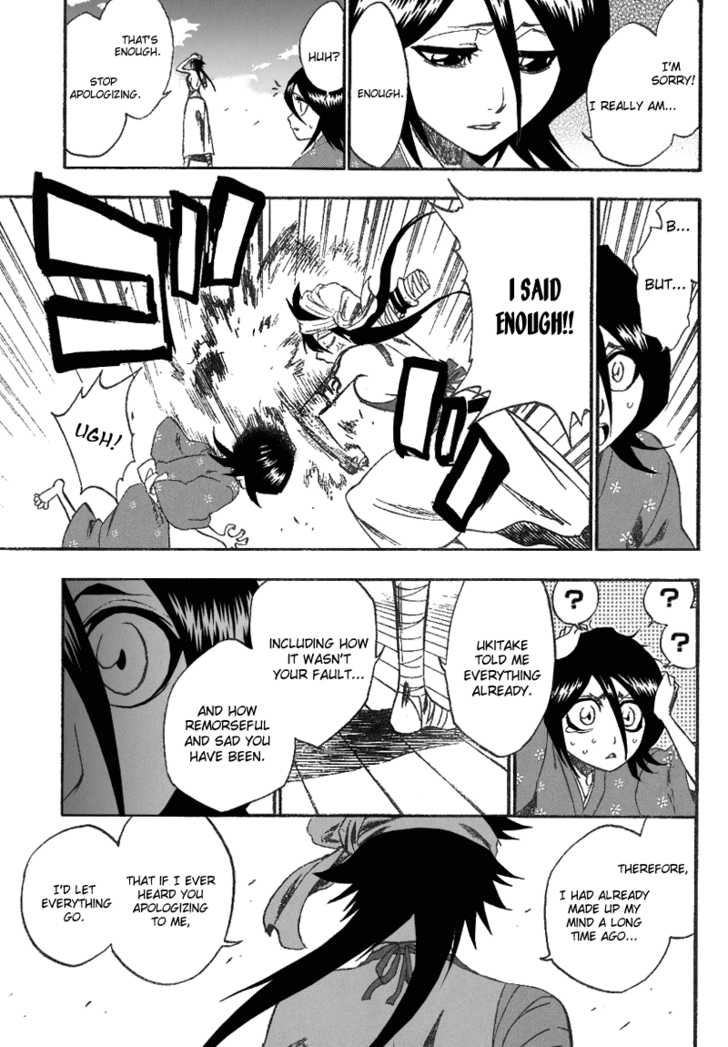 I'M
SORRY!
I REALLY AM...
ENOUGH.
HUH?
THAT'S
ENOUGH.
STOP
APOLOGIZING.
B...
BUT...
I SAID
ENOUGH!!
UGH!
?
?
?
UKITAKE
TOLD ME
EVERYTHING
ALREADY.
INCLUDING HOW
IT WASN'T
YOUR FAULT...
AND HOW
REMORSEFUL
AND SAD YOU
HAVE BEEN.
THEREFORE,
I HAD ALREADY
MADE UP MY
MIND A LONG
TIME AGO...
THAT IF I EVER
HEARD YOU
APOLOGIZING
TO ME,
I'D LET
EVERYTHING
GO.